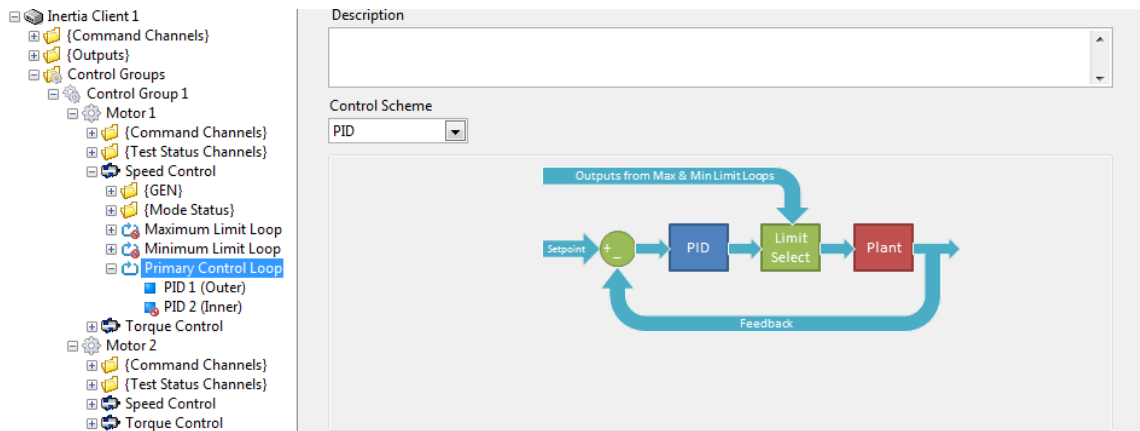 Inertia Client 1
{Command Channels}
{Outputs}
Control Groups
Control Group 1
Motor 1
{Command Channels}
{Test Status Channels}
Speed Control
{GEN}
{Mode Status}
Maximum Limit Loop
Minimum Limit Loop
Primary Control Loop
PID 1 (Outer)
PID 2 (Inner)
Torque Control
Motor 2
{Command Channels}
{Test Status Channels}
Speed Control
Torque Control
Description
Control Scheme
PID
Outputs from Max & Min Limit Loops
Setpoint
+
_
PID
Limit
Select
Plant
Feedback